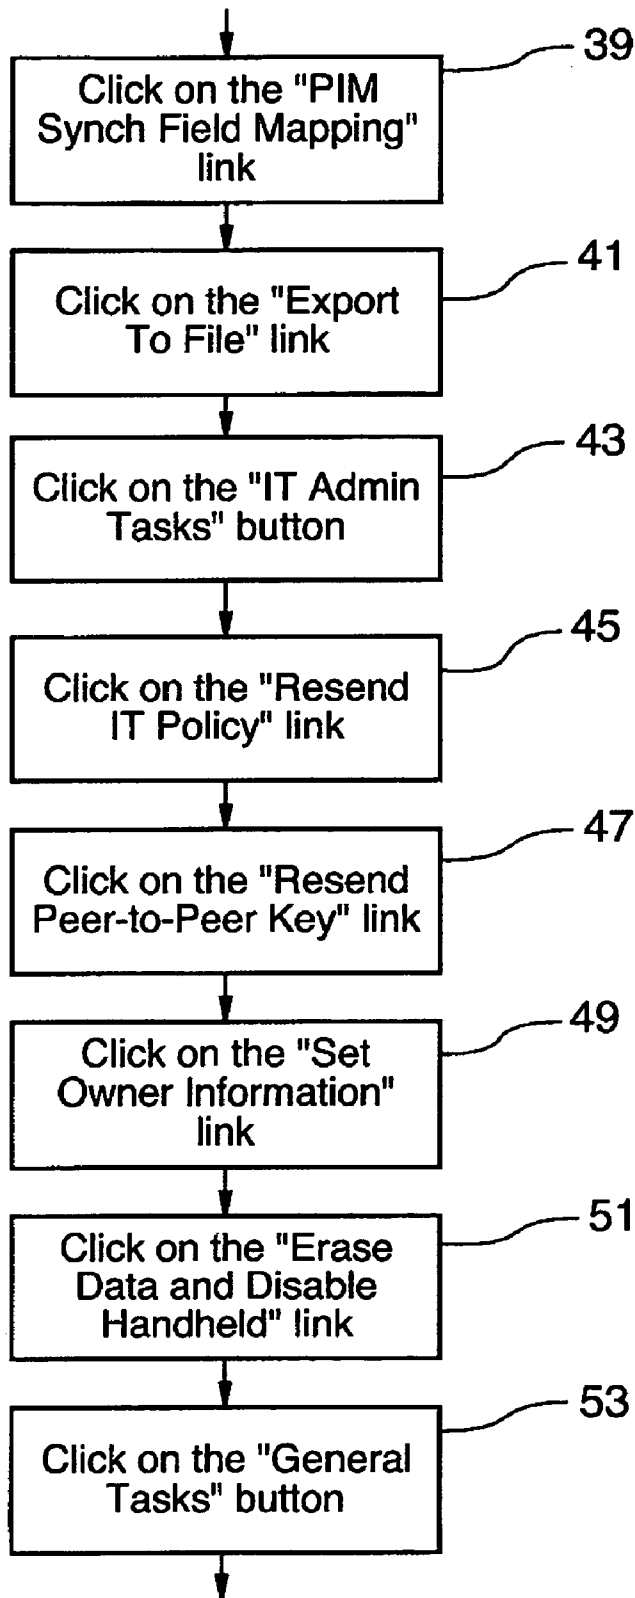 39
Click on the "PIM
Synch Field Mapping"
link
41
Click on the "Export
To File" link
43
Click on the "IT Admin
Tasks" button
45
Click on the "Resend
IT Policy" link
47
Click on the "Resend
Peer-to-Peer Key" link
49
Click on the "Set
Owner Information"
link
51
Click on the "Erase
Data and Disable
Handheld" link
53
Click on the "General
Tasks" button